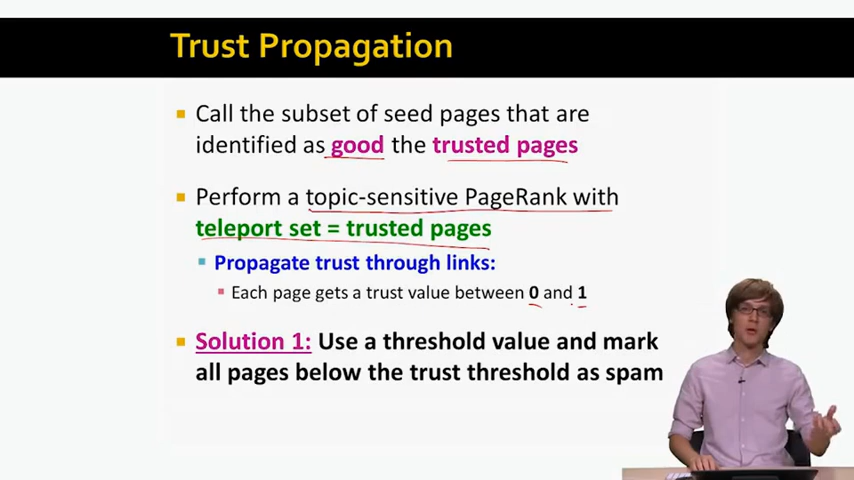 Trust Propagation
Call the subset of seed pages that are
identified as good the trusted pages
Perform a topic-sensitive PageRank with
teleport set = trusted pages
Propagate trust through links:
Each page gets a trust value between 0 and 1
Solution 1: Use a threshold value and mark
all pages below the trust threshold as spam